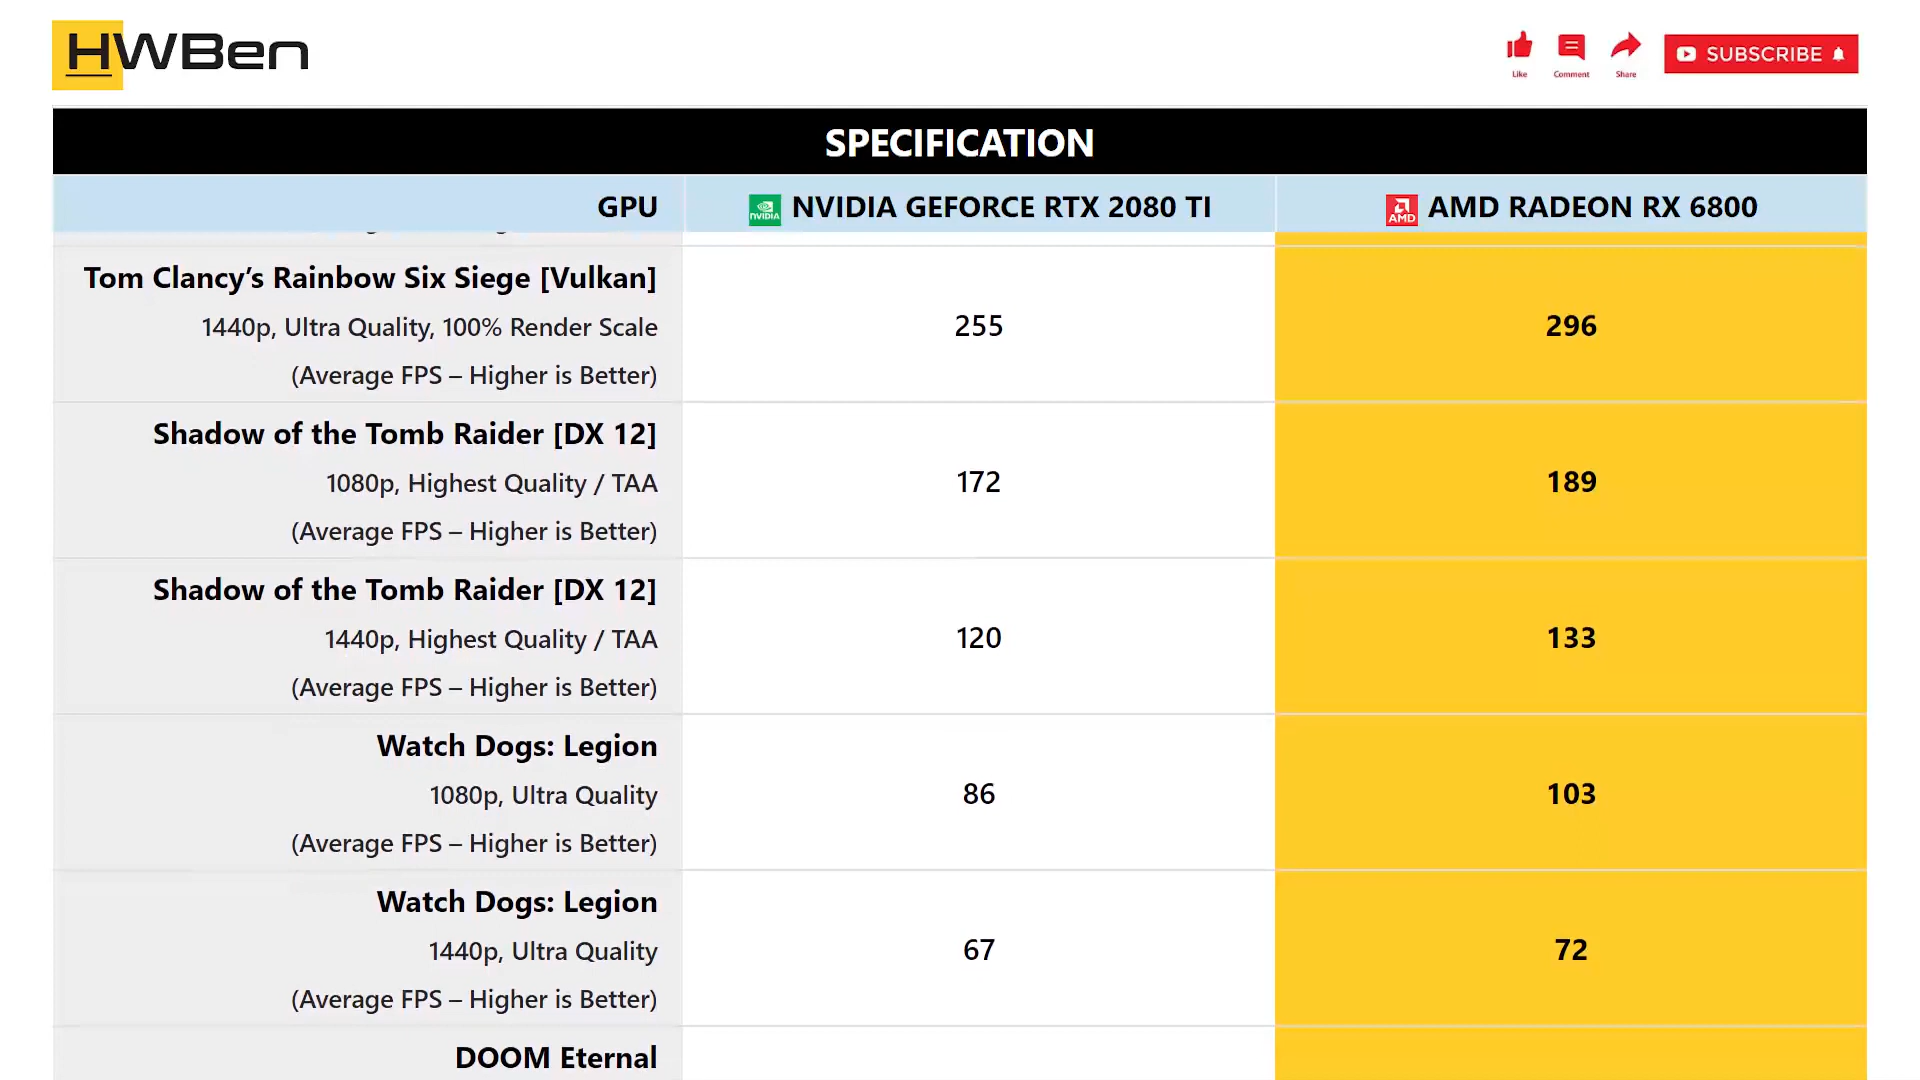 HWBen
Like
Comment
Share
SUBSCRIBE
SPECIFICATION
GPU
NVIDIA
NVIDIA GEFORCE RTX 2080 TI
AMD
AMD RADEON RX 6800
Tom Clancy’s Rainbow Six Siege [Vulkan]
1440p, Ultra Quality, 100% Render Scale
(Average FPS – Higher is Better)
255
296
Shadow of the Tomb Raider [DX 12]
1080p, Highest Quality / TAA
(Average FPS – Higher is Better)
172
189
Shadow of the Tomb Raider [DX 12]
1440p, Highest Quality / TAA
(Average FPS – Higher is Better)
120
133
Watch Dogs: Legion
1080p, Ultra Quality
(Average FPS – Higher is Better)
86
103
Watch Dogs: Legion
1440p, Ultra Quality
(Average FPS – Higher is Better)
67
72
DOOM Eternal